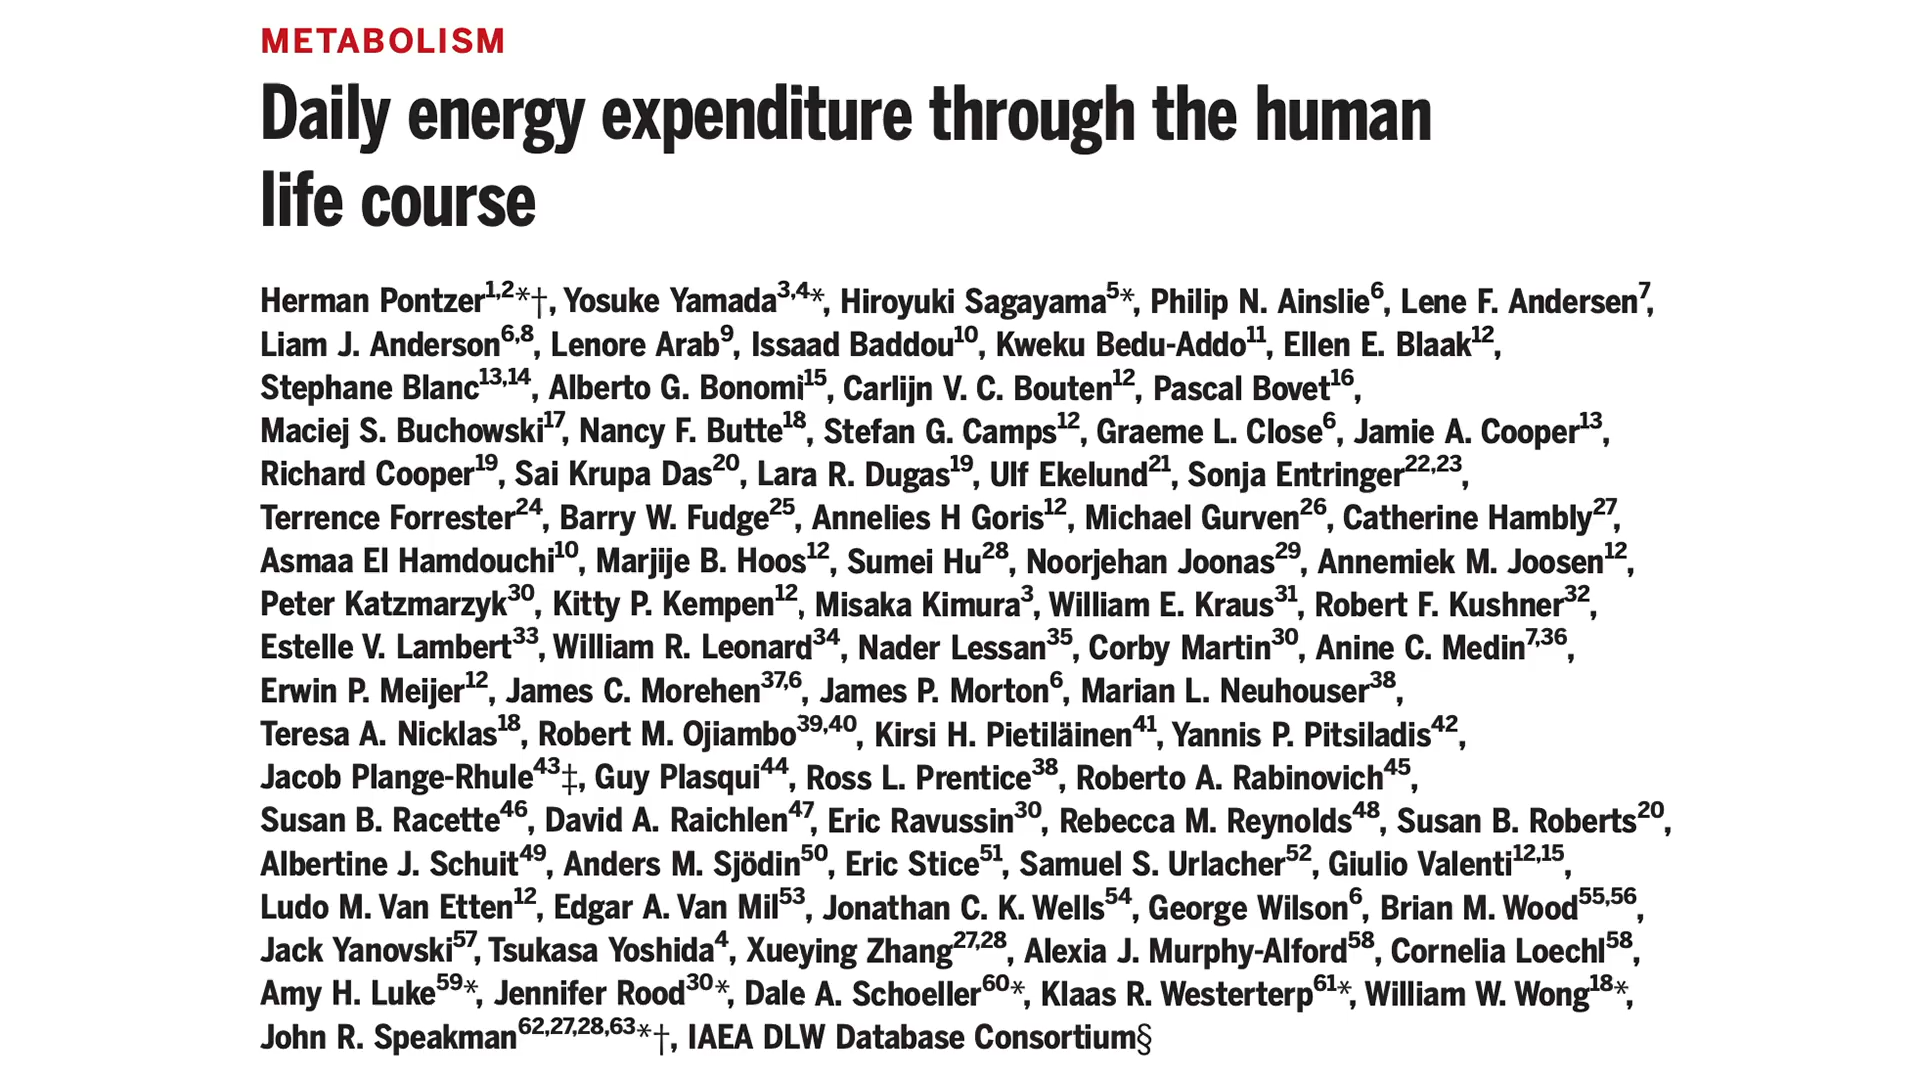 METABOLISM
Daily energy expenditure through the human
life course
Herman Pontzer1,2*†, Yosuke Yamada3,4*, Hiroyuki Sagayama5*, Philip N. Ainslie6, Lene F. Andersen7,
Liam J. Anderson6,8, Lenore Arab9, Issaad Baddou10, Kweku Bedu-Addo11, Ellen E. Blaak12,
Stephane Blanc13,14, Alberto G. Bonomi15, Carlijn V. C. Bouten12, Pascal Bovet16,
Maciej S. Buchowski17, Nancy F. Butte18, Stefan G. Camps12, Graeme L. Close6, Jamie A. Cooper13,
Richard Cooper19, Sai Krupa Das20, Lara R. Dugas19, Ulf Ekelund21, Sonja Entringer22,23,
Terrence Forrester24, Barry W. Fudge25, Annelies H Goris12, Michael Gurven26, Catherine Hambly27,
Asmaa El Hamdouchi10, Marjije B. Hoos12, Sumei Hu28, Noorjehan Joonas29, Annemiek M. Joosen12,
Peter Katzmarzyk30, Kitty P. Kempen12, Misaka Kimura3, William E. Kraus31, Robert F. Kushner32,
Estelle V. Lambert33, William R. Leonard34, Nader Lessan35, Corby Martin30, Anine C. Medin7,36,
Erwin P. Meijer12, James C. Morehen37,6, James P. Morton6, Marian L. Neuhouser38,
Teresa A. Nicklas18, Robert M. Ojiambo39,40, Kirsi H. Pietiläinen41, Yannis P. Pitsiladis42,
Jacob Plange-Rhule43‡, Guy Plasqui44, Ross L. Prentice38, Roberto A. Rabinovich45,
Susan B. Racette46, David A. Raichlen47, Eric Ravussin30, Rebecca M. Reynolds48, Susan B. Roberts20,
Albertine J. Schuit49, Anders M. Sjödin50, Eric Stice51, Samuel S. Urlacher52, Giulio Valenti12,15,
Ludo M. Van Etten12, Edgar A. Van Mil53, Jonathan C. K. Wells54, George Wilson6, Brian M. Wood55,56,
Jack Yanovski57, Tsukasa Yoshida4, Xueying Zhang27,28, Alexia J. Murphy-Alford58, Cornelia Loechl58,
Amy H. Luke59*, Jennifer Rood30*, Dale A. Schoeller60*, Klaas R. Westerterp61*, William W. Wong18*,
John R. Speakman62,27,28,63*†, IAEA DLW Database Consortium§